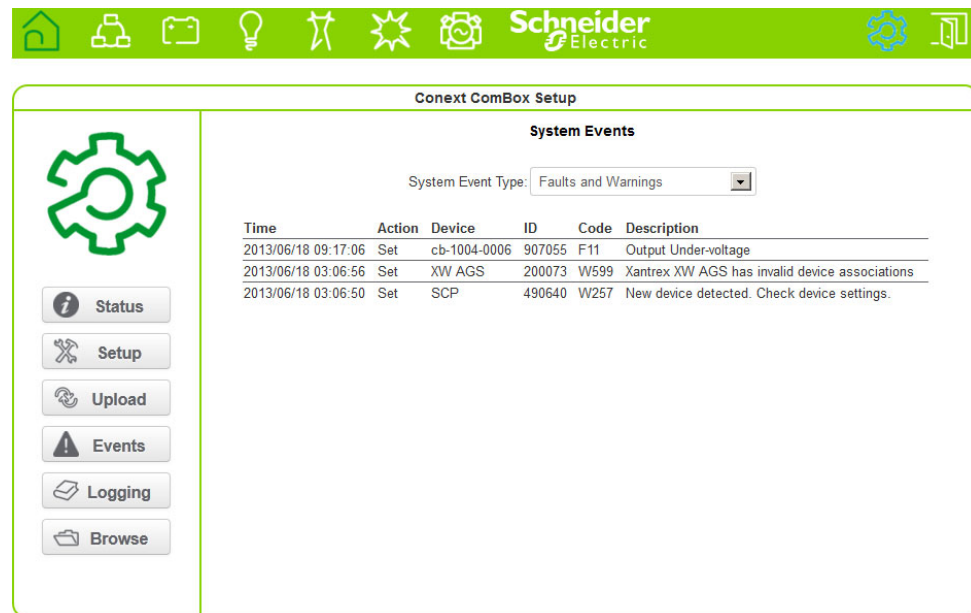 Schneider
Electric
Conext ComBox Setup
System Events
System Event Type: Faults and Warnings
Time Action Device ID Code Description
2013/06/18 09:17:06 Set cb-1004-0006 907055 F11 Output Under-voltage
2013/06/18 03:06:56 Set XW AGS 200073 W599 Xantrex XW AGS has invalid device associations
2013/06/18 03:06:50 Set SCP 490640 W257 New device detected. Check device settings.
Status
Setup
Upload
Events
Logging
Browse